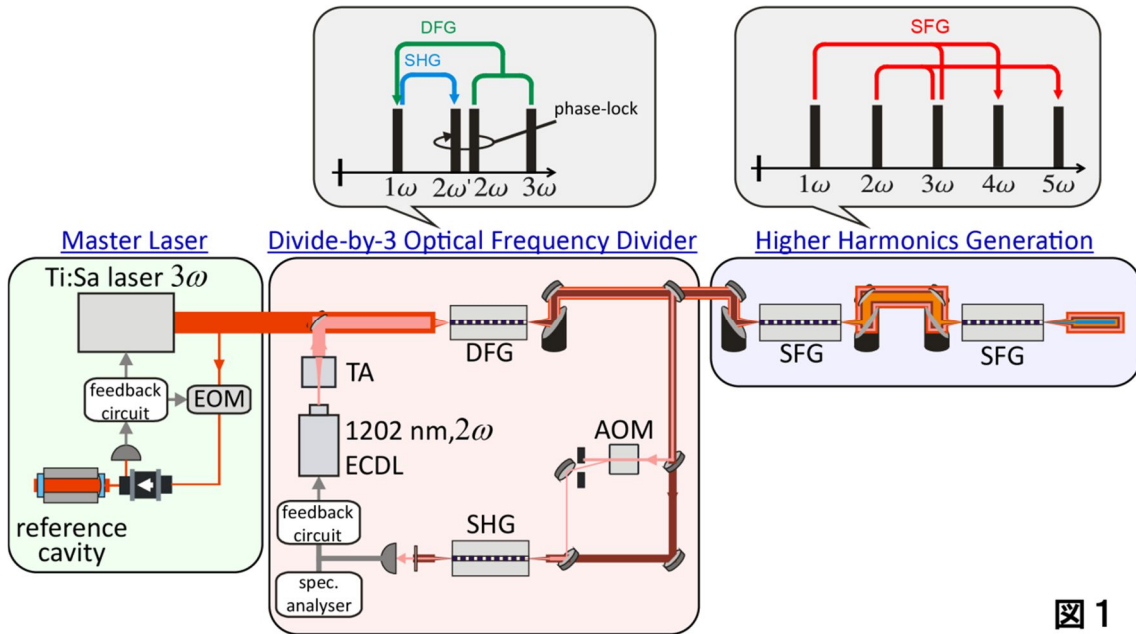 DFG
SHG
phase-lock
1ω 2ω' 2ω 3ω
SFG
1ω 2ω 3ω 4ω 5ω
Master Laser
Divide-by-3 Optical Frequency Divider
Higher Harmonics Generation
Ti:Sa laser 3ω
feedback
circuit
EOM
reference
cavity
DFG
TA
1202 nm,2ω
ECDL
AOM
feedback
circuit
SHG
spec.
analyser
SFG
SFG
図1